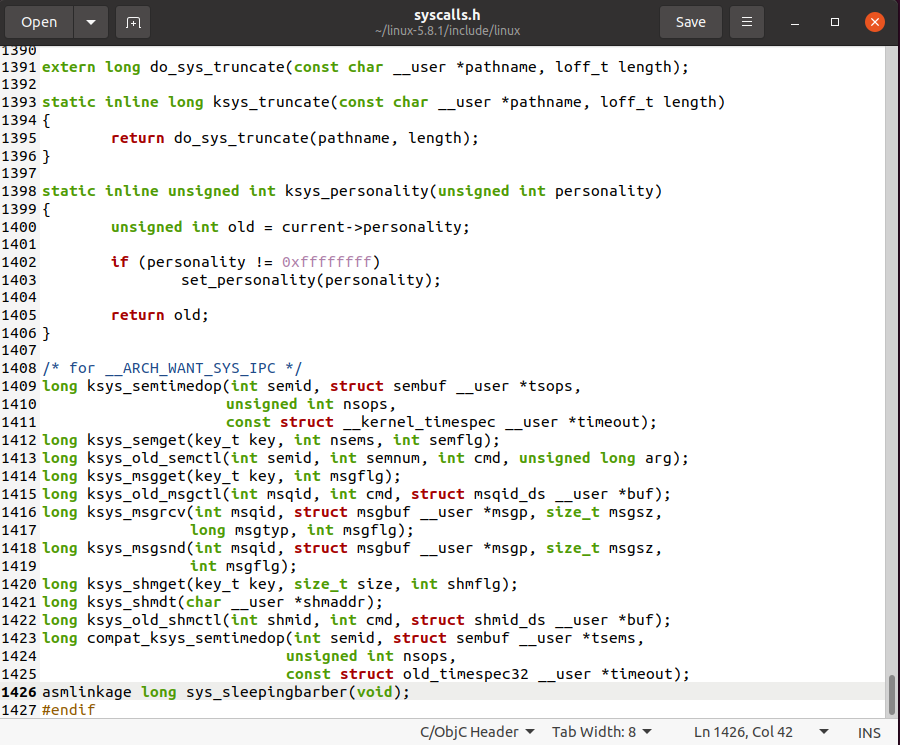 Open
syscalls.h
~/linux-5.8.1/include/linux
Save
1390
1391 extern long do_sys_truncate(const char __user *pathname, loff_t length);
1392
1393 static inline long ksys_truncate(const char __user *pathname, loff_t length)
1394 {
1395 return do_sys_truncate(pathname, length);
1396 }
1397
1398 static inline unsigned int ksys_personality(unsigned int personality)
1399 {
1400 unsigned int old = current->personality;
1401
1402 if (personality != 0xffffffff)
1403 set_personality(personality);
1404
1405 return old;
1406 }
1407
1408 /* for __ARCH_WANT_SYS_IPC */
1409 long ksys_semtimedop(int semid, struct sembuf __user *tsops,
1410 unsigned int nsops,
1411 const struct __kernel_timespec __user *timeout);
1412 long ksys_semget(key_t key, int nsems, int semflg);
1413 long ksys_old_semctl(int semid, int semnum, int cmd, unsigned long arg);
1414 long ksys_msgget(key_t key, int msgflg);
1415 long ksys_old_msgctl(int msqid, int cmd, struct msqid_ds __user *buf);
1416 long ksys_msgrcv(int msqid, struct msgbuf __user *msgp, size_t msgsz,
1417 long msgtyp, int msgflg);
1418 long ksys_msgsnd(int msqid, struct msgbuf __user *msgp, size_t msgsz,
1419 int msgflg);
1420 long ksys_shmget(key_t key, size_t size, int shmflg);
1421 long ksys_shmdt(char __user *shmaddr);
1422 long ksys_old_shmctl(int shmid, int cmd, struct shmid_ds __user *buf);
1423 long compat_ksys_semtimedop(int semid, struct sembuf __user *tsems,
1424 unsigned int nsops,
1425 const struct old_timespec32 __user *timeout);
1426 asmlinkage long sys_sleepingbarber(void);
1427 #endif
C/ObjC Header Tab Width: 8 Ln 1426, Col 42 INS